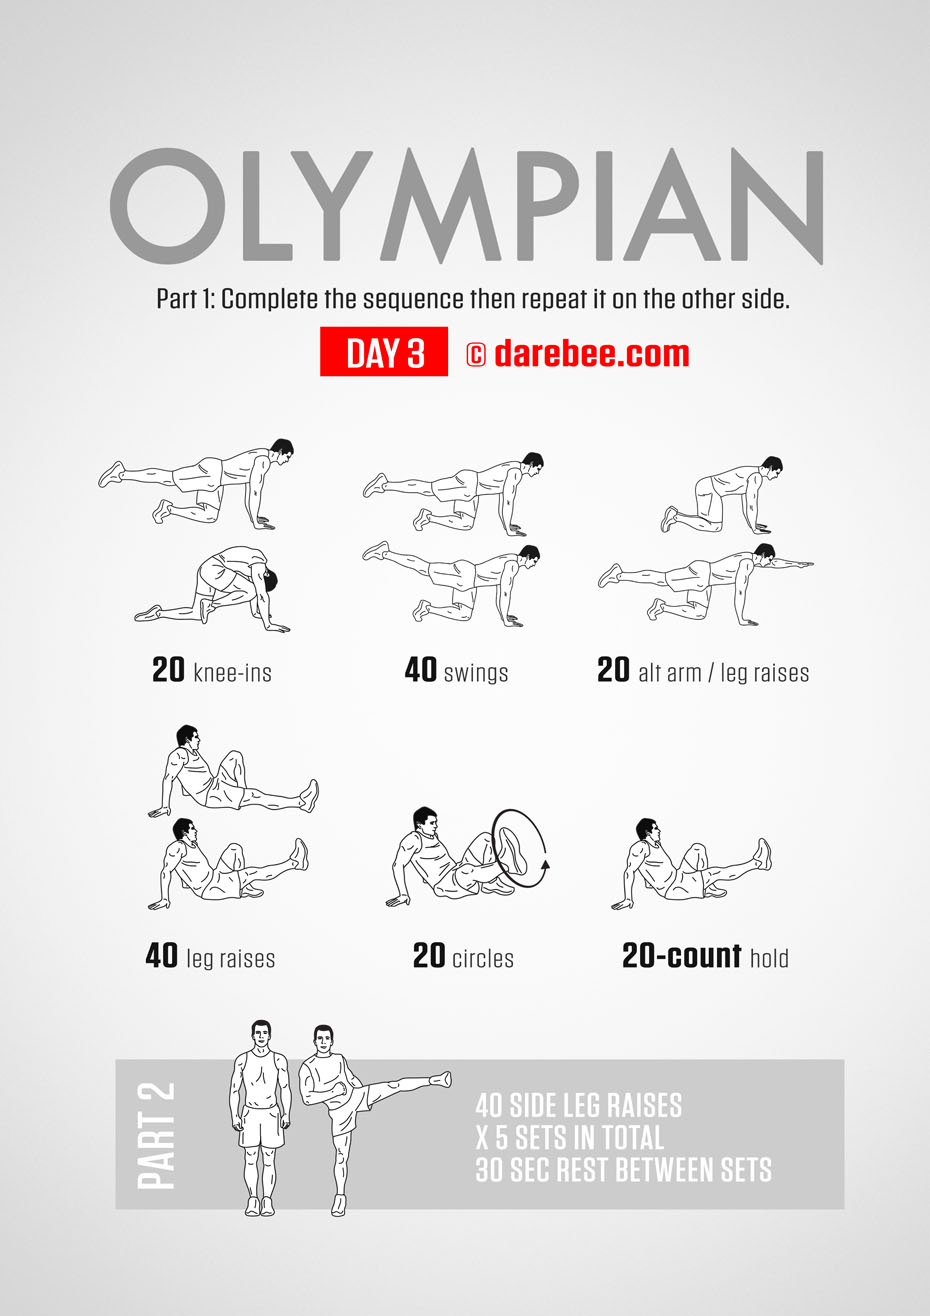 OLYMPIAN
Part 1: Complete the sequence then repeat it on the other side.
DAY 3 © darebee.com
20 knee-ins
40 swings
20 alt arm / leg raises
40 leg raises
20 circles
20-count hold
PART 2
40 SIDE LEG RAISES
X 5 SETS IN TOTAL
30 SEC REST BETWEEN SETS